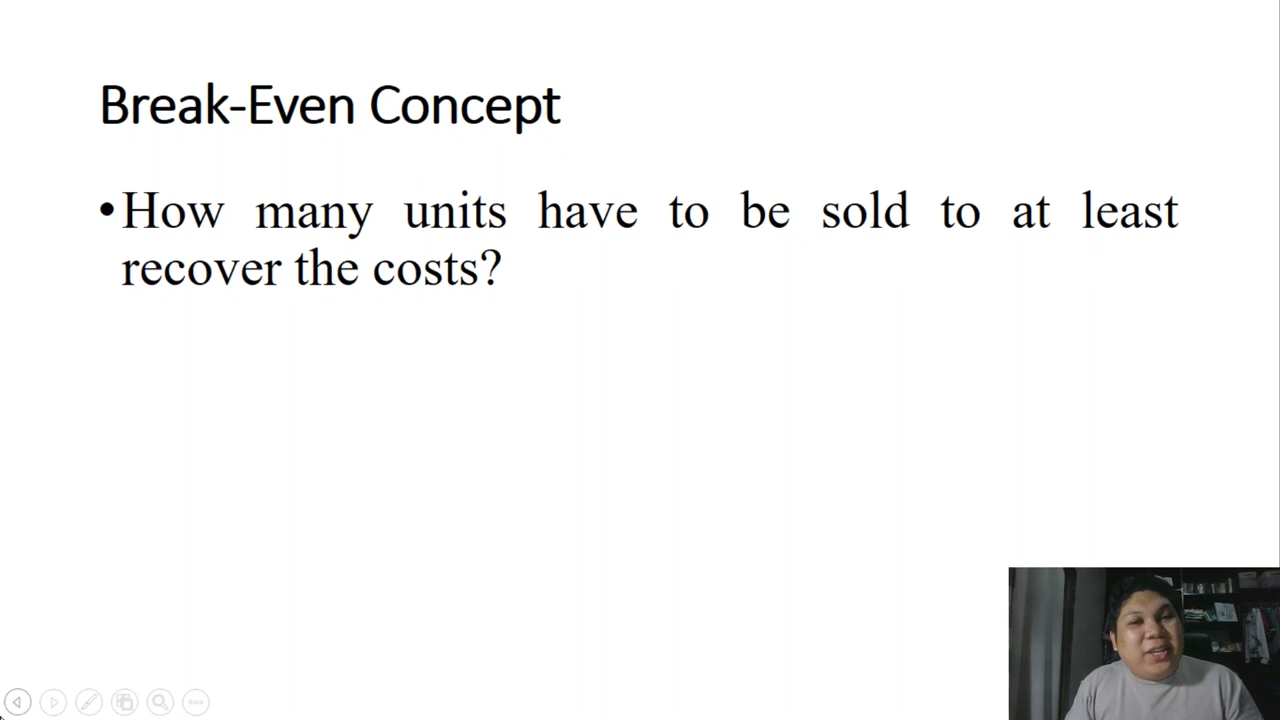 Break-Even Concept
•How many units have to be sold to at least
recover the costs?